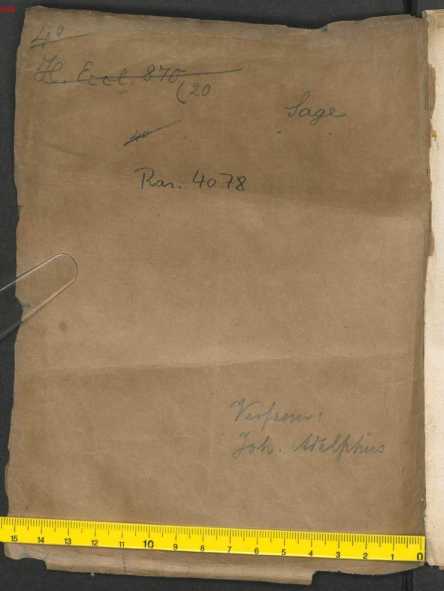 4°
H. Eccl. 870
(20
Sage
4°
Rar. 4078
Verfasser:
Joh. Adelphus
15 14 13 12 11 10 9 8 7 6 5 4 3 2 1 0